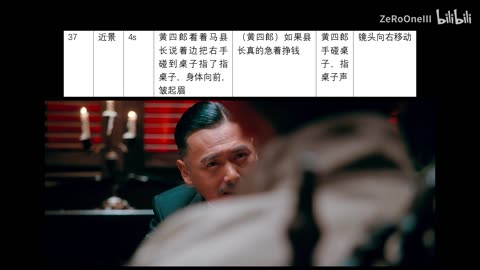 ZeRoOneIII bilibili
37 近景 4s 黄四郎看着马县 （黄四郎）如果县 黄四郎 镜头向右移动
长说着边把右手 长真的急着挣钱 手碰桌
碰到桌子指了指 子，指
桌子，身体向前， 桌子声
皱起眉